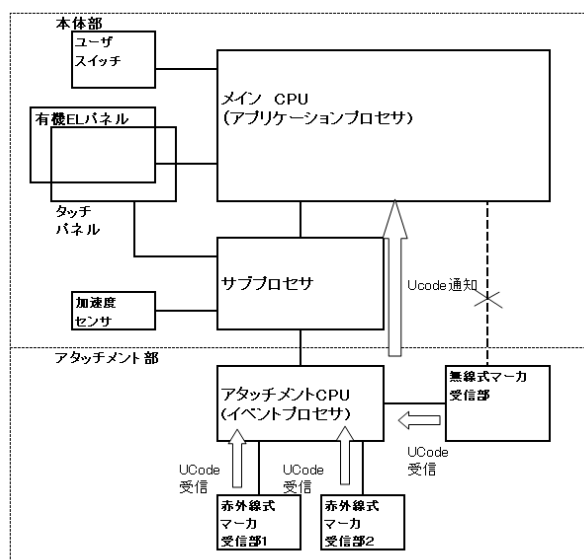 本体部
ユーザ
スイッチ
メイン CPU
(アプリケーションプロセサ)
有機ELパネル
タッチ
パネル
サブプロセサ
Ucode通知
加速度
センサ
アタッチメント部
アタッチメントCPU
(イベントプロセサ)
無線式マーカ
受信部
UCode
受信
UCode
受信
UCode
受信
赤外線式
マーカ
受信部1
赤外線式
マーカ
受信部2